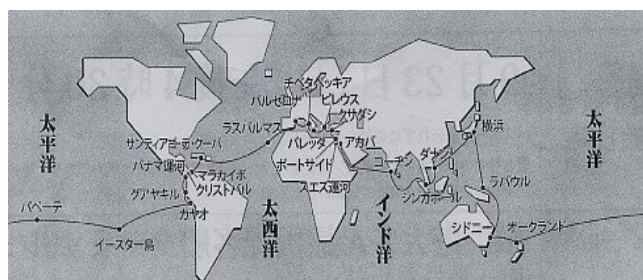 チベタベッキア
バルセロナ
ピレウス
クサダシ
ラスパルマス
バレッタ
アカバ
横浜
太平洋
太平洋
サンティアゴ・デ・クーバ
パナマ運河
マラカイボ
クリストバル
ポートサイド
スエズ運河
コーチン
ダナン
シンガポール
ラバウル
グアヤキル
カヤオ
パペーテ
イースター島
太西洋
インド洋
シドニー
オークランド